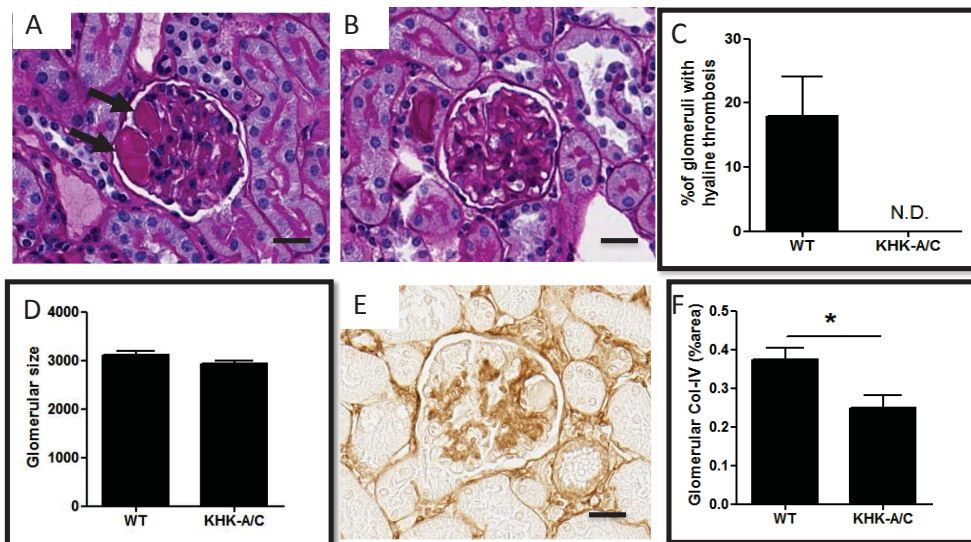 A
B
C
%of glomeruli with
hyaline thrombosis
30
20
10
0
N.D.
WT
KHK-A/C
D
Glomerular size
4000
3000
2000
1000
0
WT
KHK-A/C
E
F
Glomerular Col-IV (%area)
0.5
0.4
0.3
0.2
0.1
0.0
*
WT
KHK-A/C